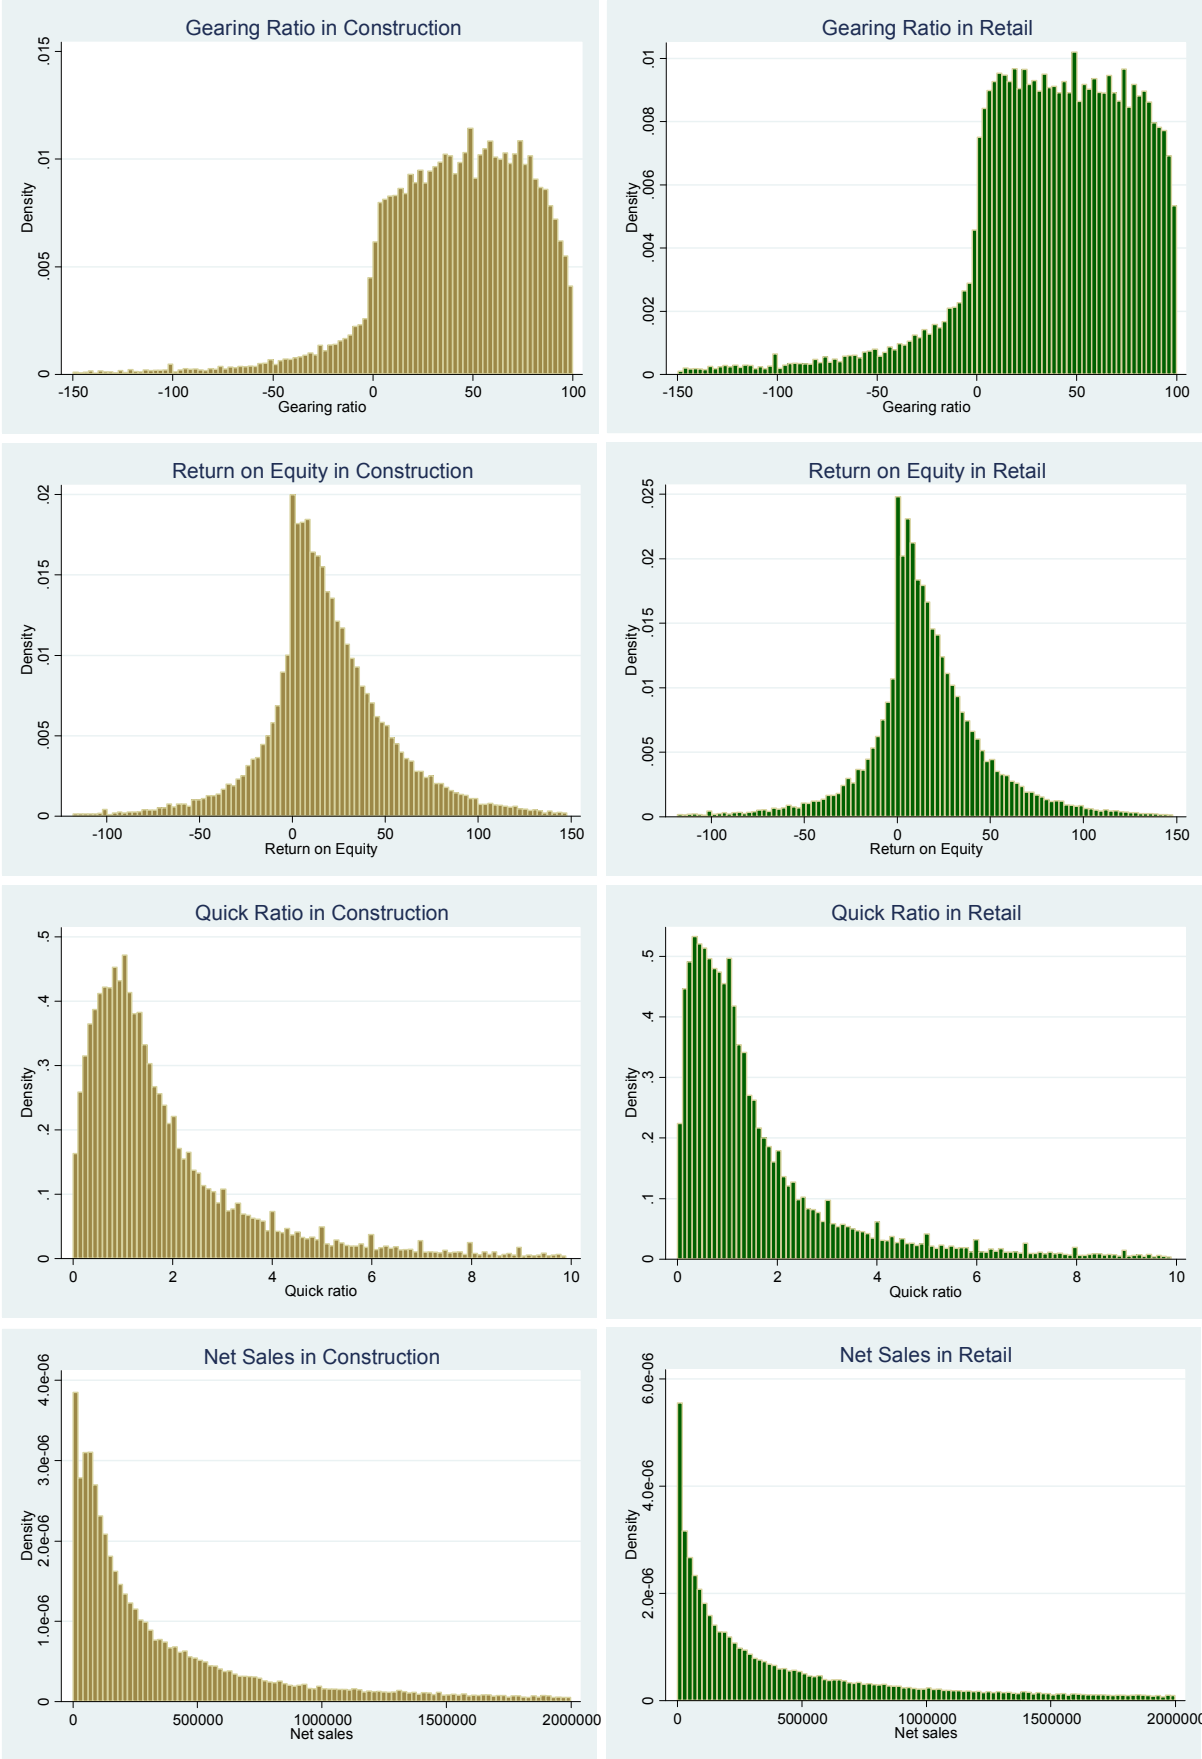 Gearing Ratio in Construction
.015
.01
.005
0
Density
-150 -100 -50 0 50 100
Gearing ratio
Gearing Ratio in Retail
.01
.008
.006
.004
.002
0
Density
-150 -100 -50 0 50 100
Gearing ratio
Return on Equity in Construction
.02
.015
.01
.005
0
Density
-100 -50 0 50 100 150
Return on Equity
Return on Equity in Retail
.025
.02
.015
.01
.005
0
Density
-100 -50 0 50 100 150
Return on Equity
Quick Ratio in Construction
.5
.4
.3
.2
.1
0
Density
0 2 4 6 8 10
Quick ratio
Quick Ratio in Retail
.5
.4
.3
.2
.1
0
Density
0 2 4 6 8 10
Quick ratio
Net Sales in Construction
4.0e-06
3.0e-06
2.0e-06
1.0e-06
0
Density
0 500000 1000000 1500000 2000000
Net sales
Net Sales in Retail
6.0e-06
4.0e-06
2.0e-06
0
Density
0 500000 1000000 1500000 2000000
Net sales